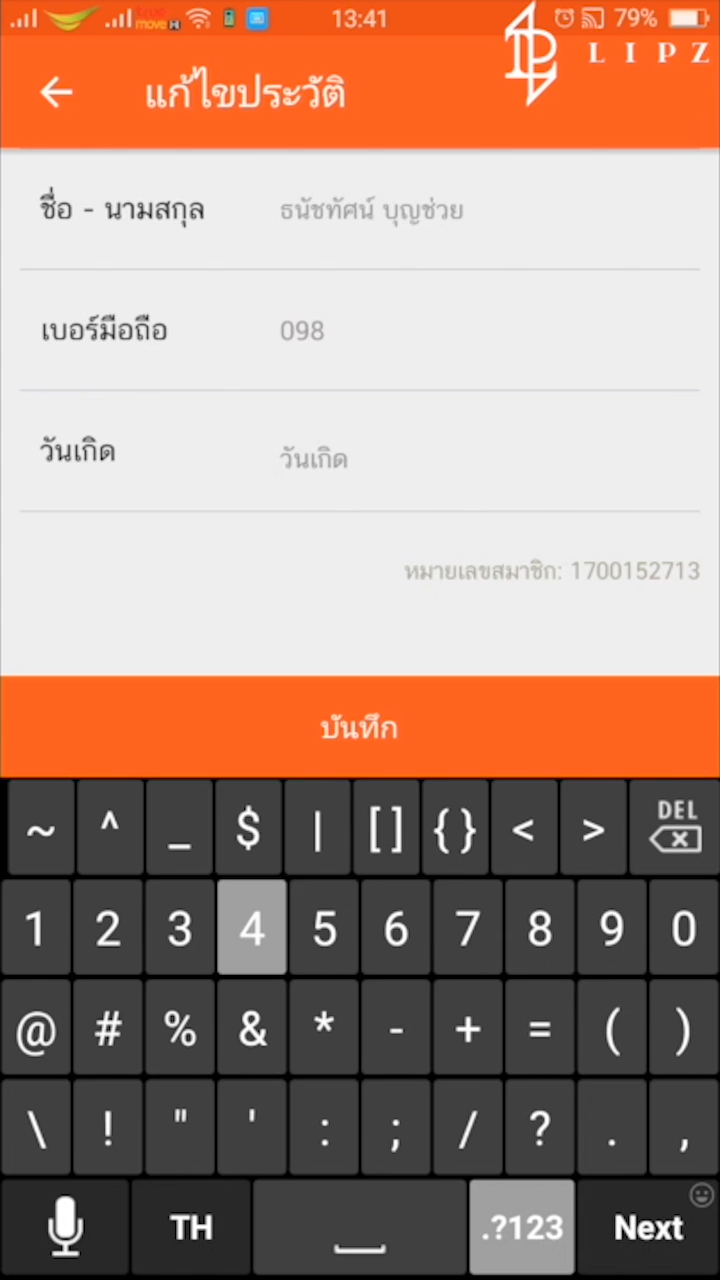 true move H 13:41 79%
LIPZ
แก้ไขประวัติ
ชื่อ - นามสกุล ธนัชทัศน์ บุญช่วย
เบอร์มือถือ 098
วันเกิด วันเกิด
หมายเลขสมาชิก: 1700152713
บันทึก
~ ^ _ $ | [ ] { } < > DEL
1 2 3 4 5 6 7 8 9 0
@ # % & * - + = ( )
\ ! " ' : ; / ? . ,
TH .?123 Next